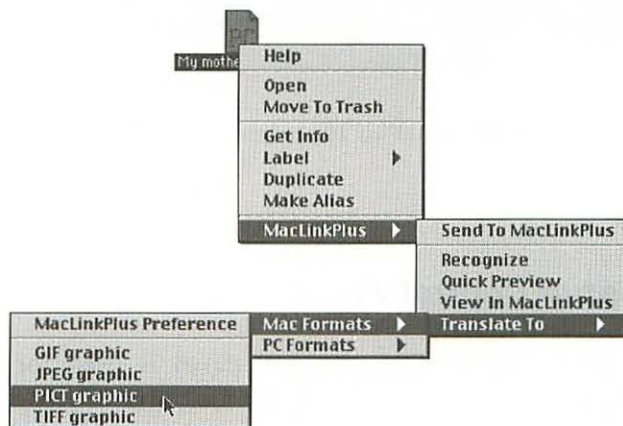 PC
My mothe
Help
Open
Move To Trash
Get Info
Label
Duplicate
Make Alias
MacLinkPlus
Send To MacLinkPlus
Recognize
Quick Preview
View In MacLinkPlus
Translate To
Mac Formats
PC Formats
MacLinkPlus Preference
GIF graphic
JPEG graphic
PICT graphic
TIFF graphic